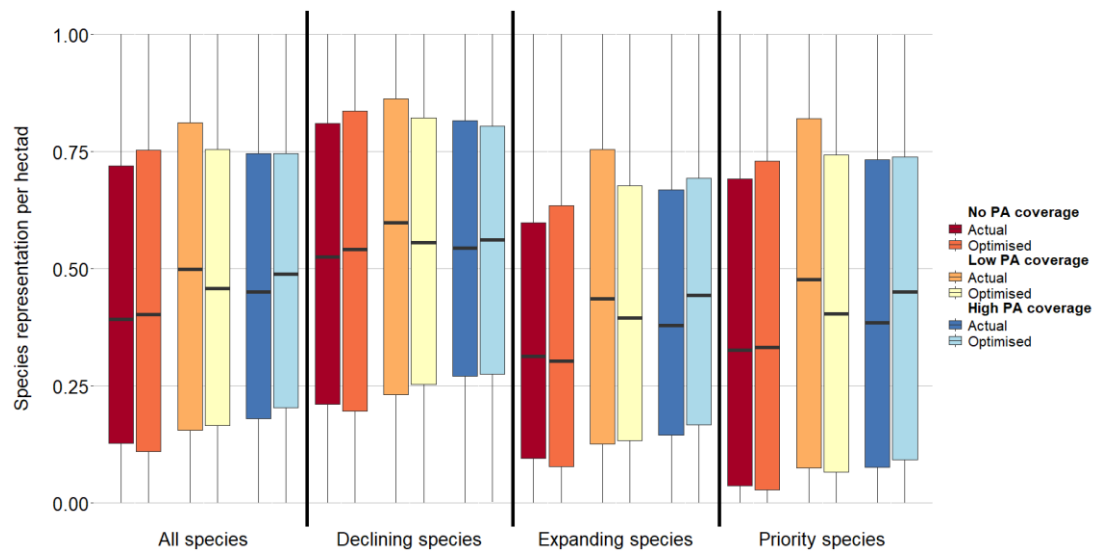 Species representation per hectad
1.00
0.75
0.50
0.25
0.00
All species
Declining species
Expanding species
Priority species
No PA coverage
Actual
Optimised
Low PA coverage
Actual
Optimised
High PA coverage
Actual
Optimised